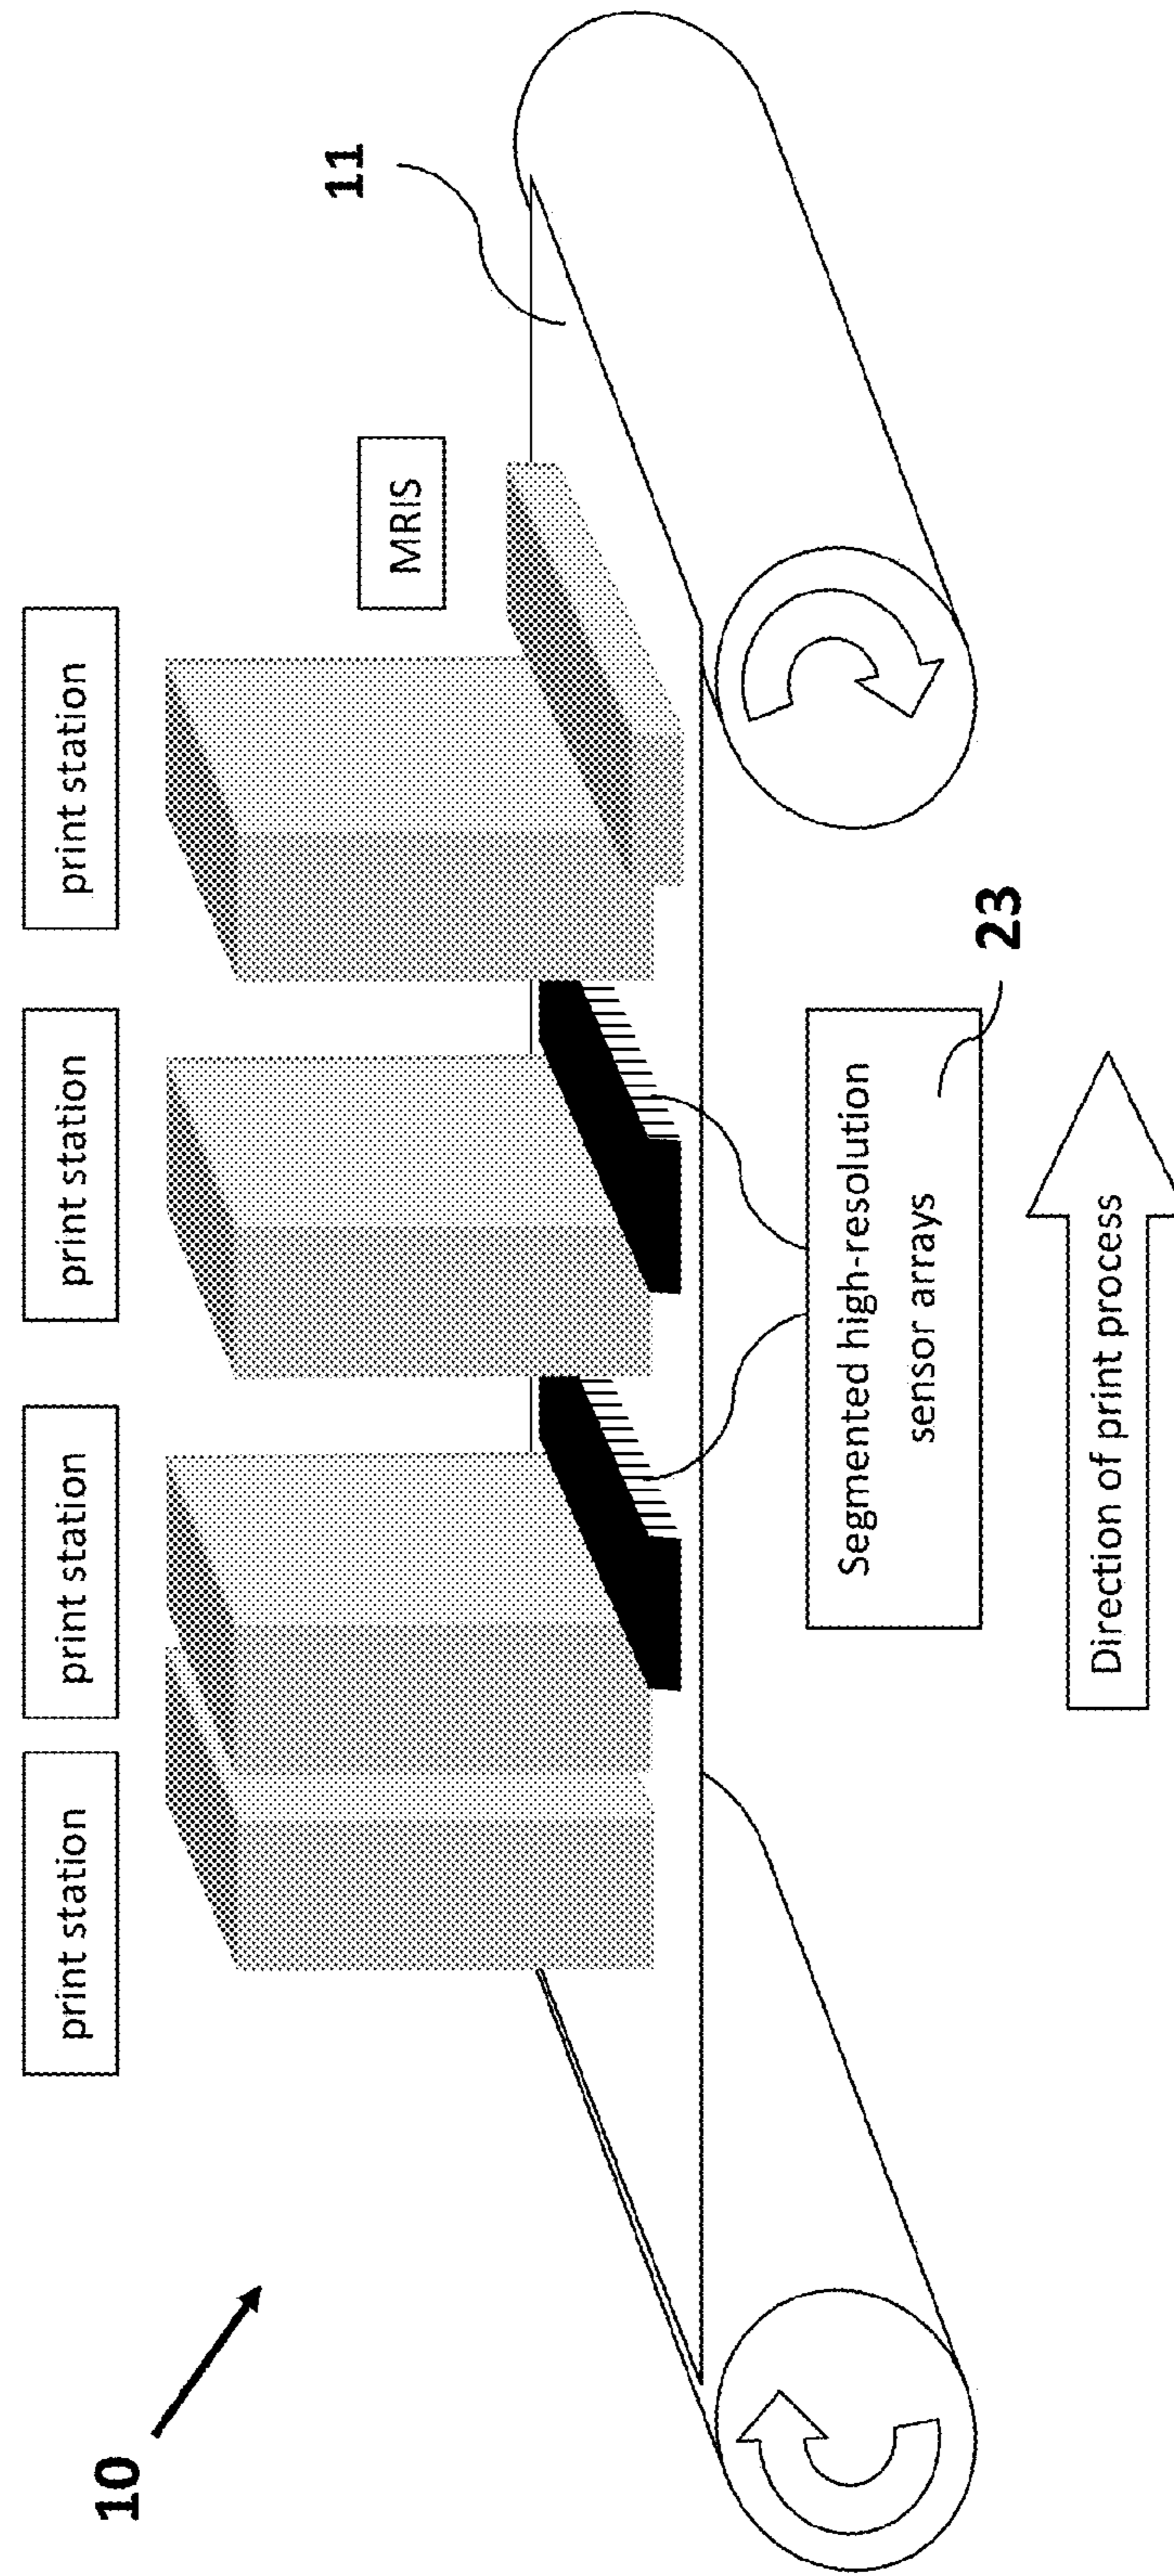 10
print station
print station
print station
print station
MRIS
11
Segmented high-resolution
sensor arrays
23
Direction of print process